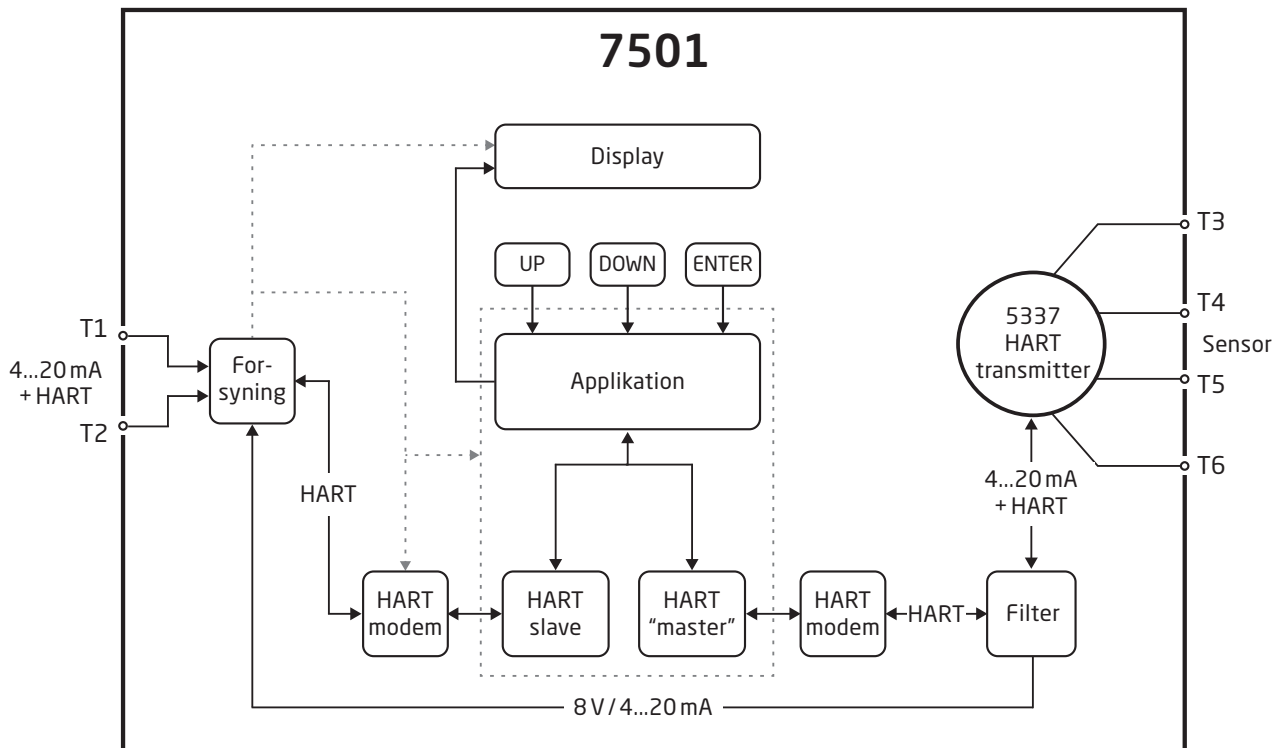 7501
Display
UP
DOWN
ENTER
T1
4...20 mA
+ HART
T2
For-
syning
Applikation
5337
HART
transmitter
T3
T4
Sensor
T5
T6
HART
4...20 mA
+ HART
HART
modem
HART
slave
HART
“master”
HART
modem
HART
Filter
8 V / 4...20 mA